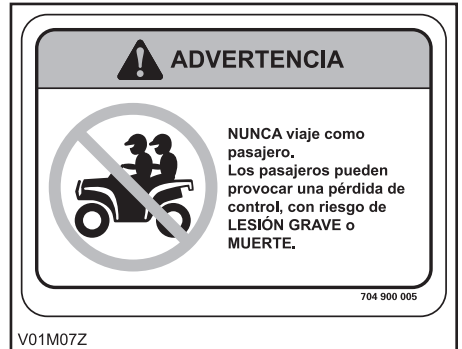 ADVERTENCIA
NUNCA viaje como
pasajero.
Los pasajeros pueden
provocar una pérdida de
control, con riesgo de
LESIÓN GRAVE o
MUERTE.
704 900 005
V01M07Z